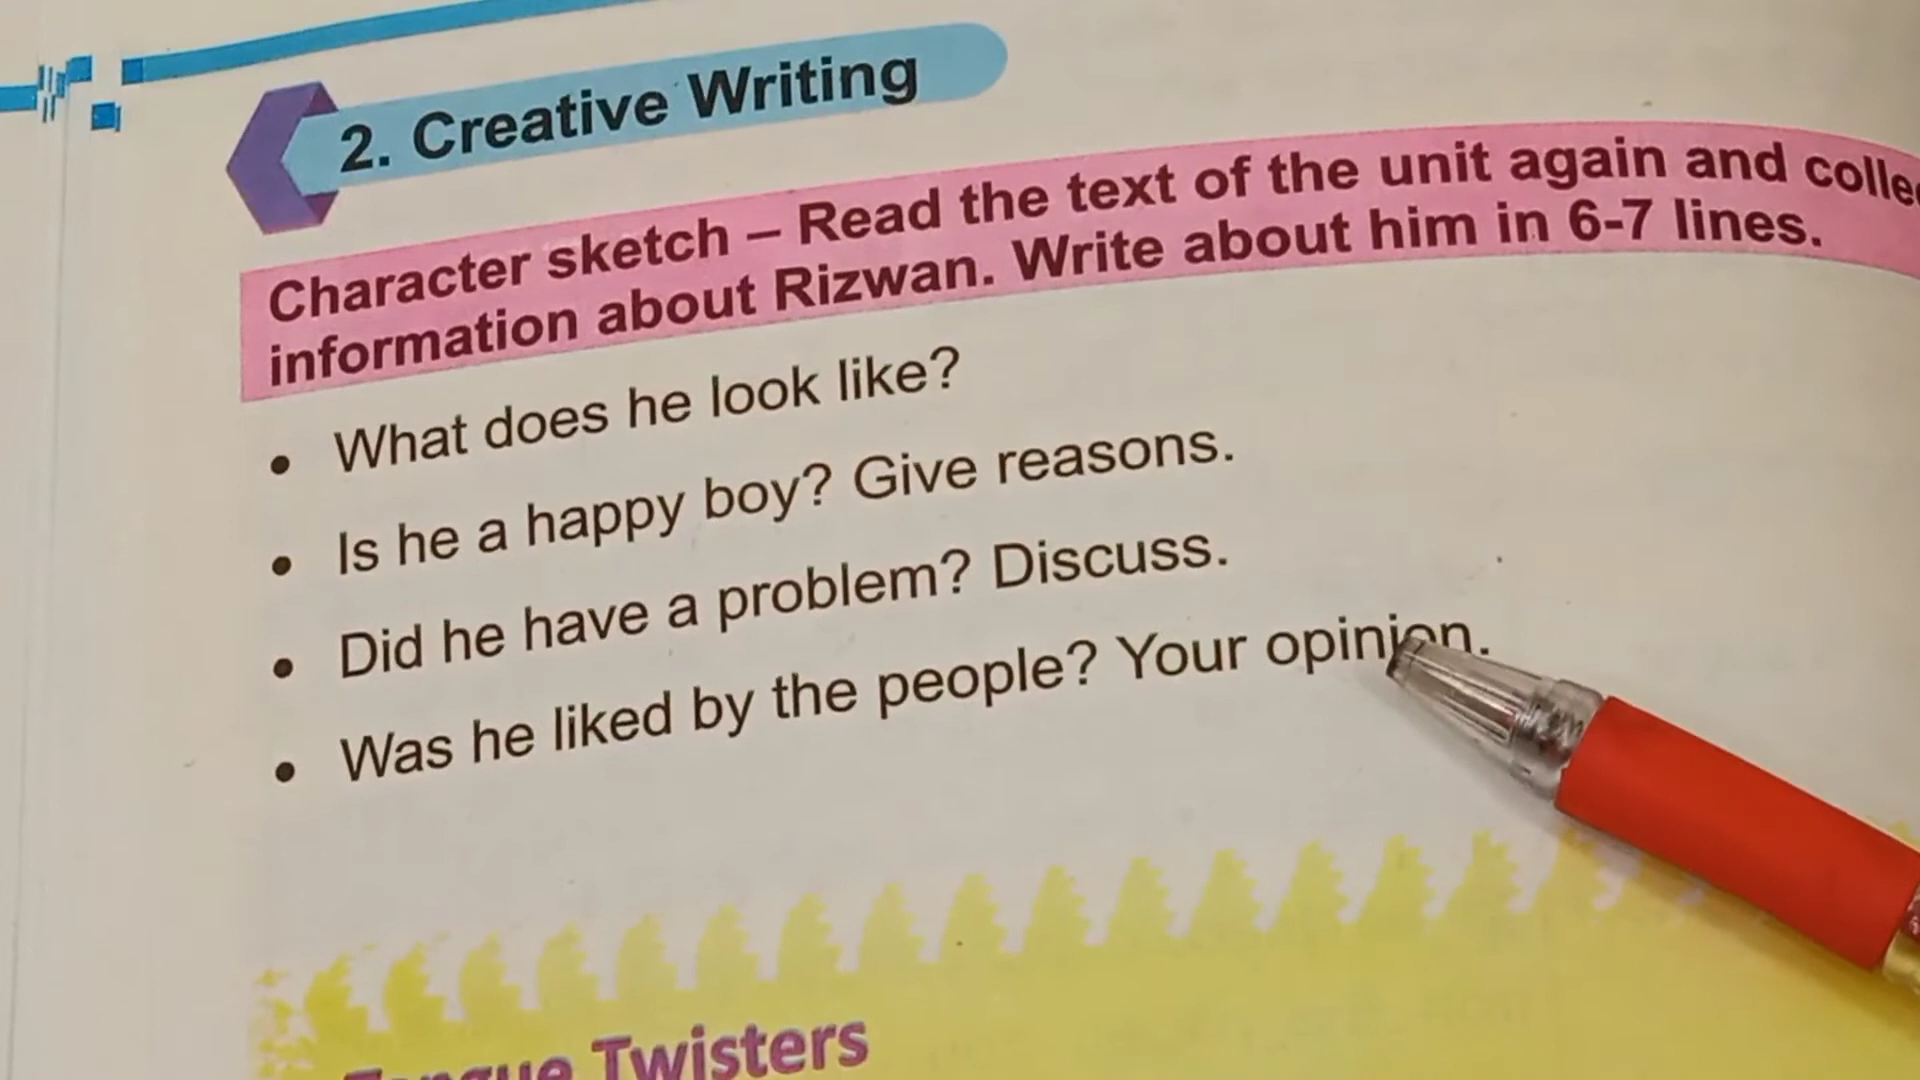 2. Creative Writing
Character sketch – Read the text of the unit again and
information about Rizwan. Write about him in 6-7 lines.
• What does he look like?
• Is he a happy boy? Give reasons.
• Did he have a problem? Discuss.
• Was he liked by the people? Your opinion.
Twisters